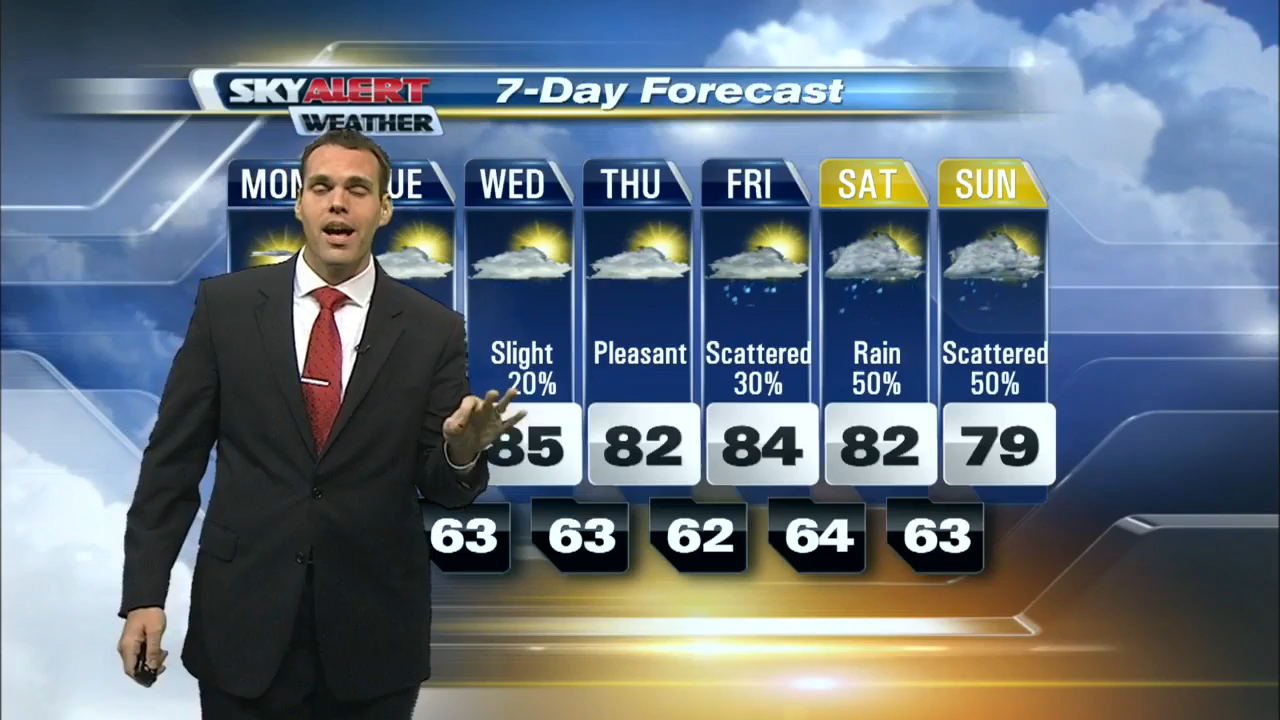 SKYALERT
WEATHER
7-Day Forecast
MON UE WED THU FRI SAT SUN
Slight Pleasant Scattered Rain Scattered
20% 30% 50% 50%
85 82 84 82 79
63 63 62 64 63